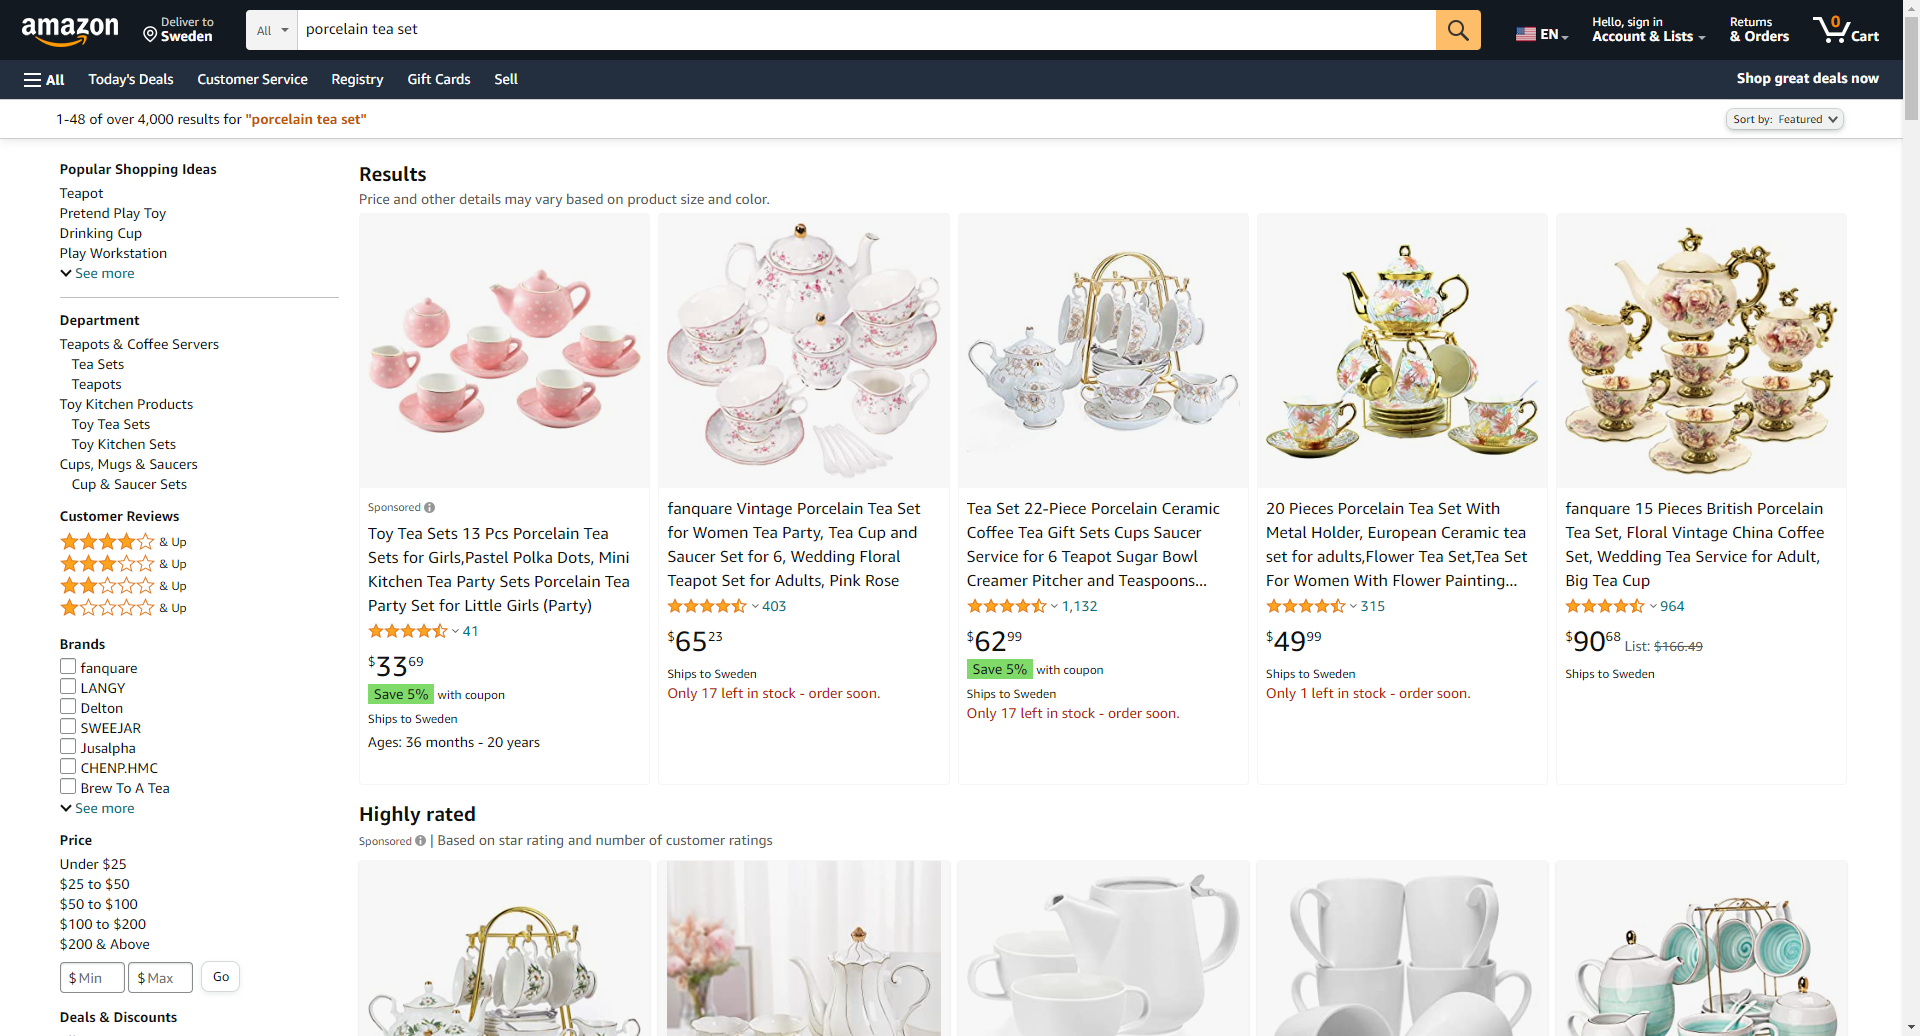 amazon
Deliver to
Sweden
All
porcelain tea set
EN
Hello, sign in
Account & Lists
Returns
& Orders
0
Cart
All
Today's Deals
Customer Service
Registry
Gift Cards
Sell
Shop great deals now
1-48 of over 4,000 results for "porcelain tea set"
Sort by: Featured
Popular Shopping Ideas
Teapot
Pretend Play Toy
Drinking Cup
Play Workstation
See more
Department
Teapots & Coffee Servers
Tea Sets
Teapots
Toy Kitchen Products
Toy Tea Sets
Toy Kitchen Sets
Cups, Mugs & Saucers
Cup & Saucer Sets
Customer Reviews
& Up
& Up
& Up
& Up
Brands
fanquare
LANGY
Delton
SWEEJAR
Jusalpha
CHENP.HMC
Brew To A Tea
See more
Price
Under $25
$25 to $50
$50 to $100
$100 to $200
$200 & Above
$ Min
$ Max
Go
Deals & Discounts
Results
Price and other details may vary based on product size and color.
Sponsored
Toy Tea Sets 13 Pcs Porcelain Tea
Sets for Girls,Pastel Polka Dots, Mini
Kitchen Tea Party Sets Porcelain Tea
Party Set for Little Girls (Party)
41
$3369
Save 5% with coupon
Ships to Sweden
Ages: 36 months - 20 years
fanquare Vintage Porcelain Tea Set
for Women Tea Party, Tea Cup and
Saucer Set for 6, Wedding Floral
Teapot Set for Adults, Pink Rose
403
$6523
Ships to Sweden
Only 17 left in stock - order soon.
Tea Set 22-Piece Porcelain Ceramic
Coffee Tea Gift Sets Cups Saucer
Service for 6 Teapot Sugar Bowl
Creamer Pitcher and Teaspoons...
1,132
$6299
Save 5% with coupon
Ships to Sweden
Only 17 left in stock - order soon.
20 Pieces Porcelain Tea Set With
Metal Holder, European Ceramic tea
set for adults,Flower Tea Set,Tea Set
For Women With Flower Painting...
315
$4999
Ships to Sweden
Only 1 left in stock - order soon.
fanquare 15 Pieces British Porcelain
Tea Set, Floral Vintage China Coffee
Set, Wedding Tea Service for Adult,
Big Tea Cup
964
$9068 List: $166.49
Ships to Sweden
Highly rated
Sponsored | Based on star rating and number of customer ratings